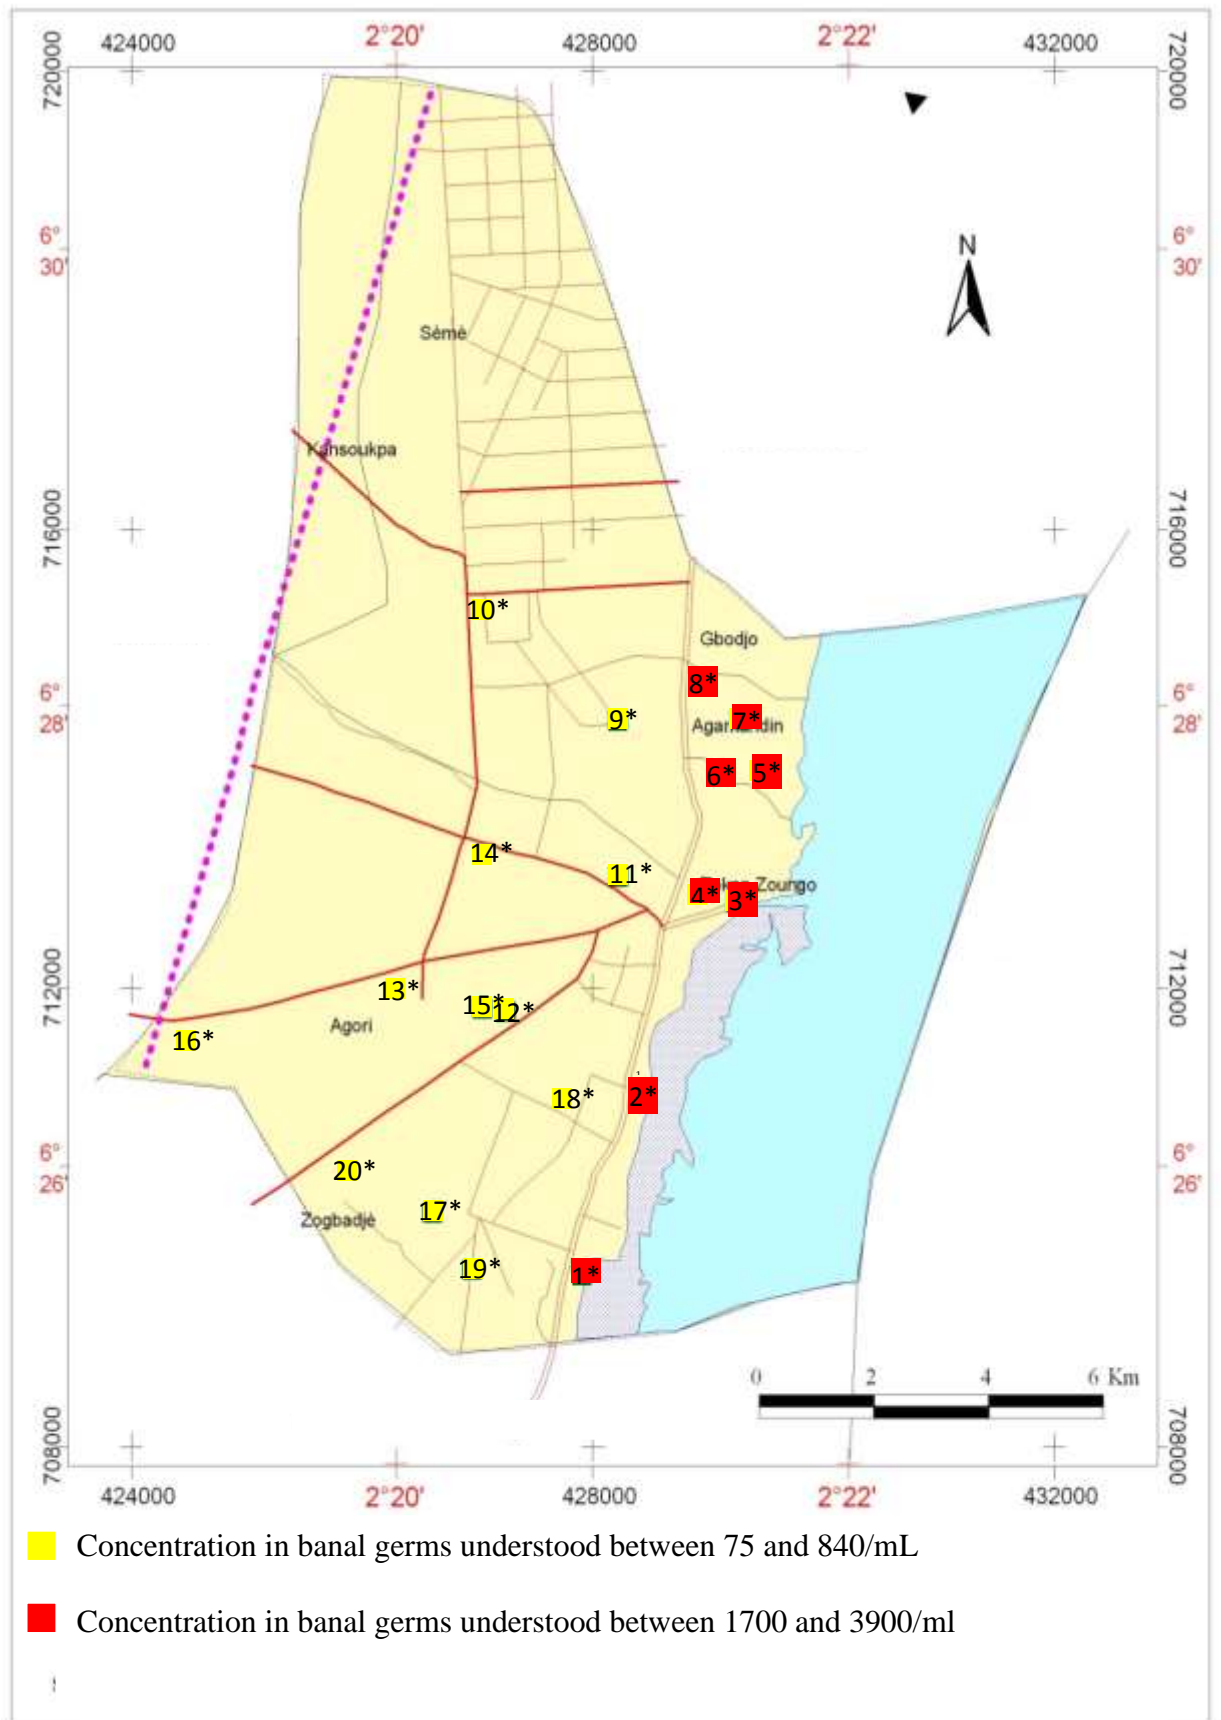 424000 2°20' 428000 2°22' 432000
720000 720000
6° 30' 6° 30'
N
Sèmè
Kansoukpa
716000 716000
10*
Gbodjo
8*
6° 28' 6° 28'
9* 7*
Agamandin
6* 5*
14* 11*
4* 3* Zoungo
712000 712000
13* 15* 12*
Agori
16*
18* 2*
6° 26' 6° 26'
20*
17*
Zogbadjè
19* 1*
0 2 4 6 Km
708000 708000
424000 2°20' 428000 2°22' 432000
Concentration in banal germs understood between 75 and 840/mL
Concentration in banal germs understood between 1700 and 3900/ml